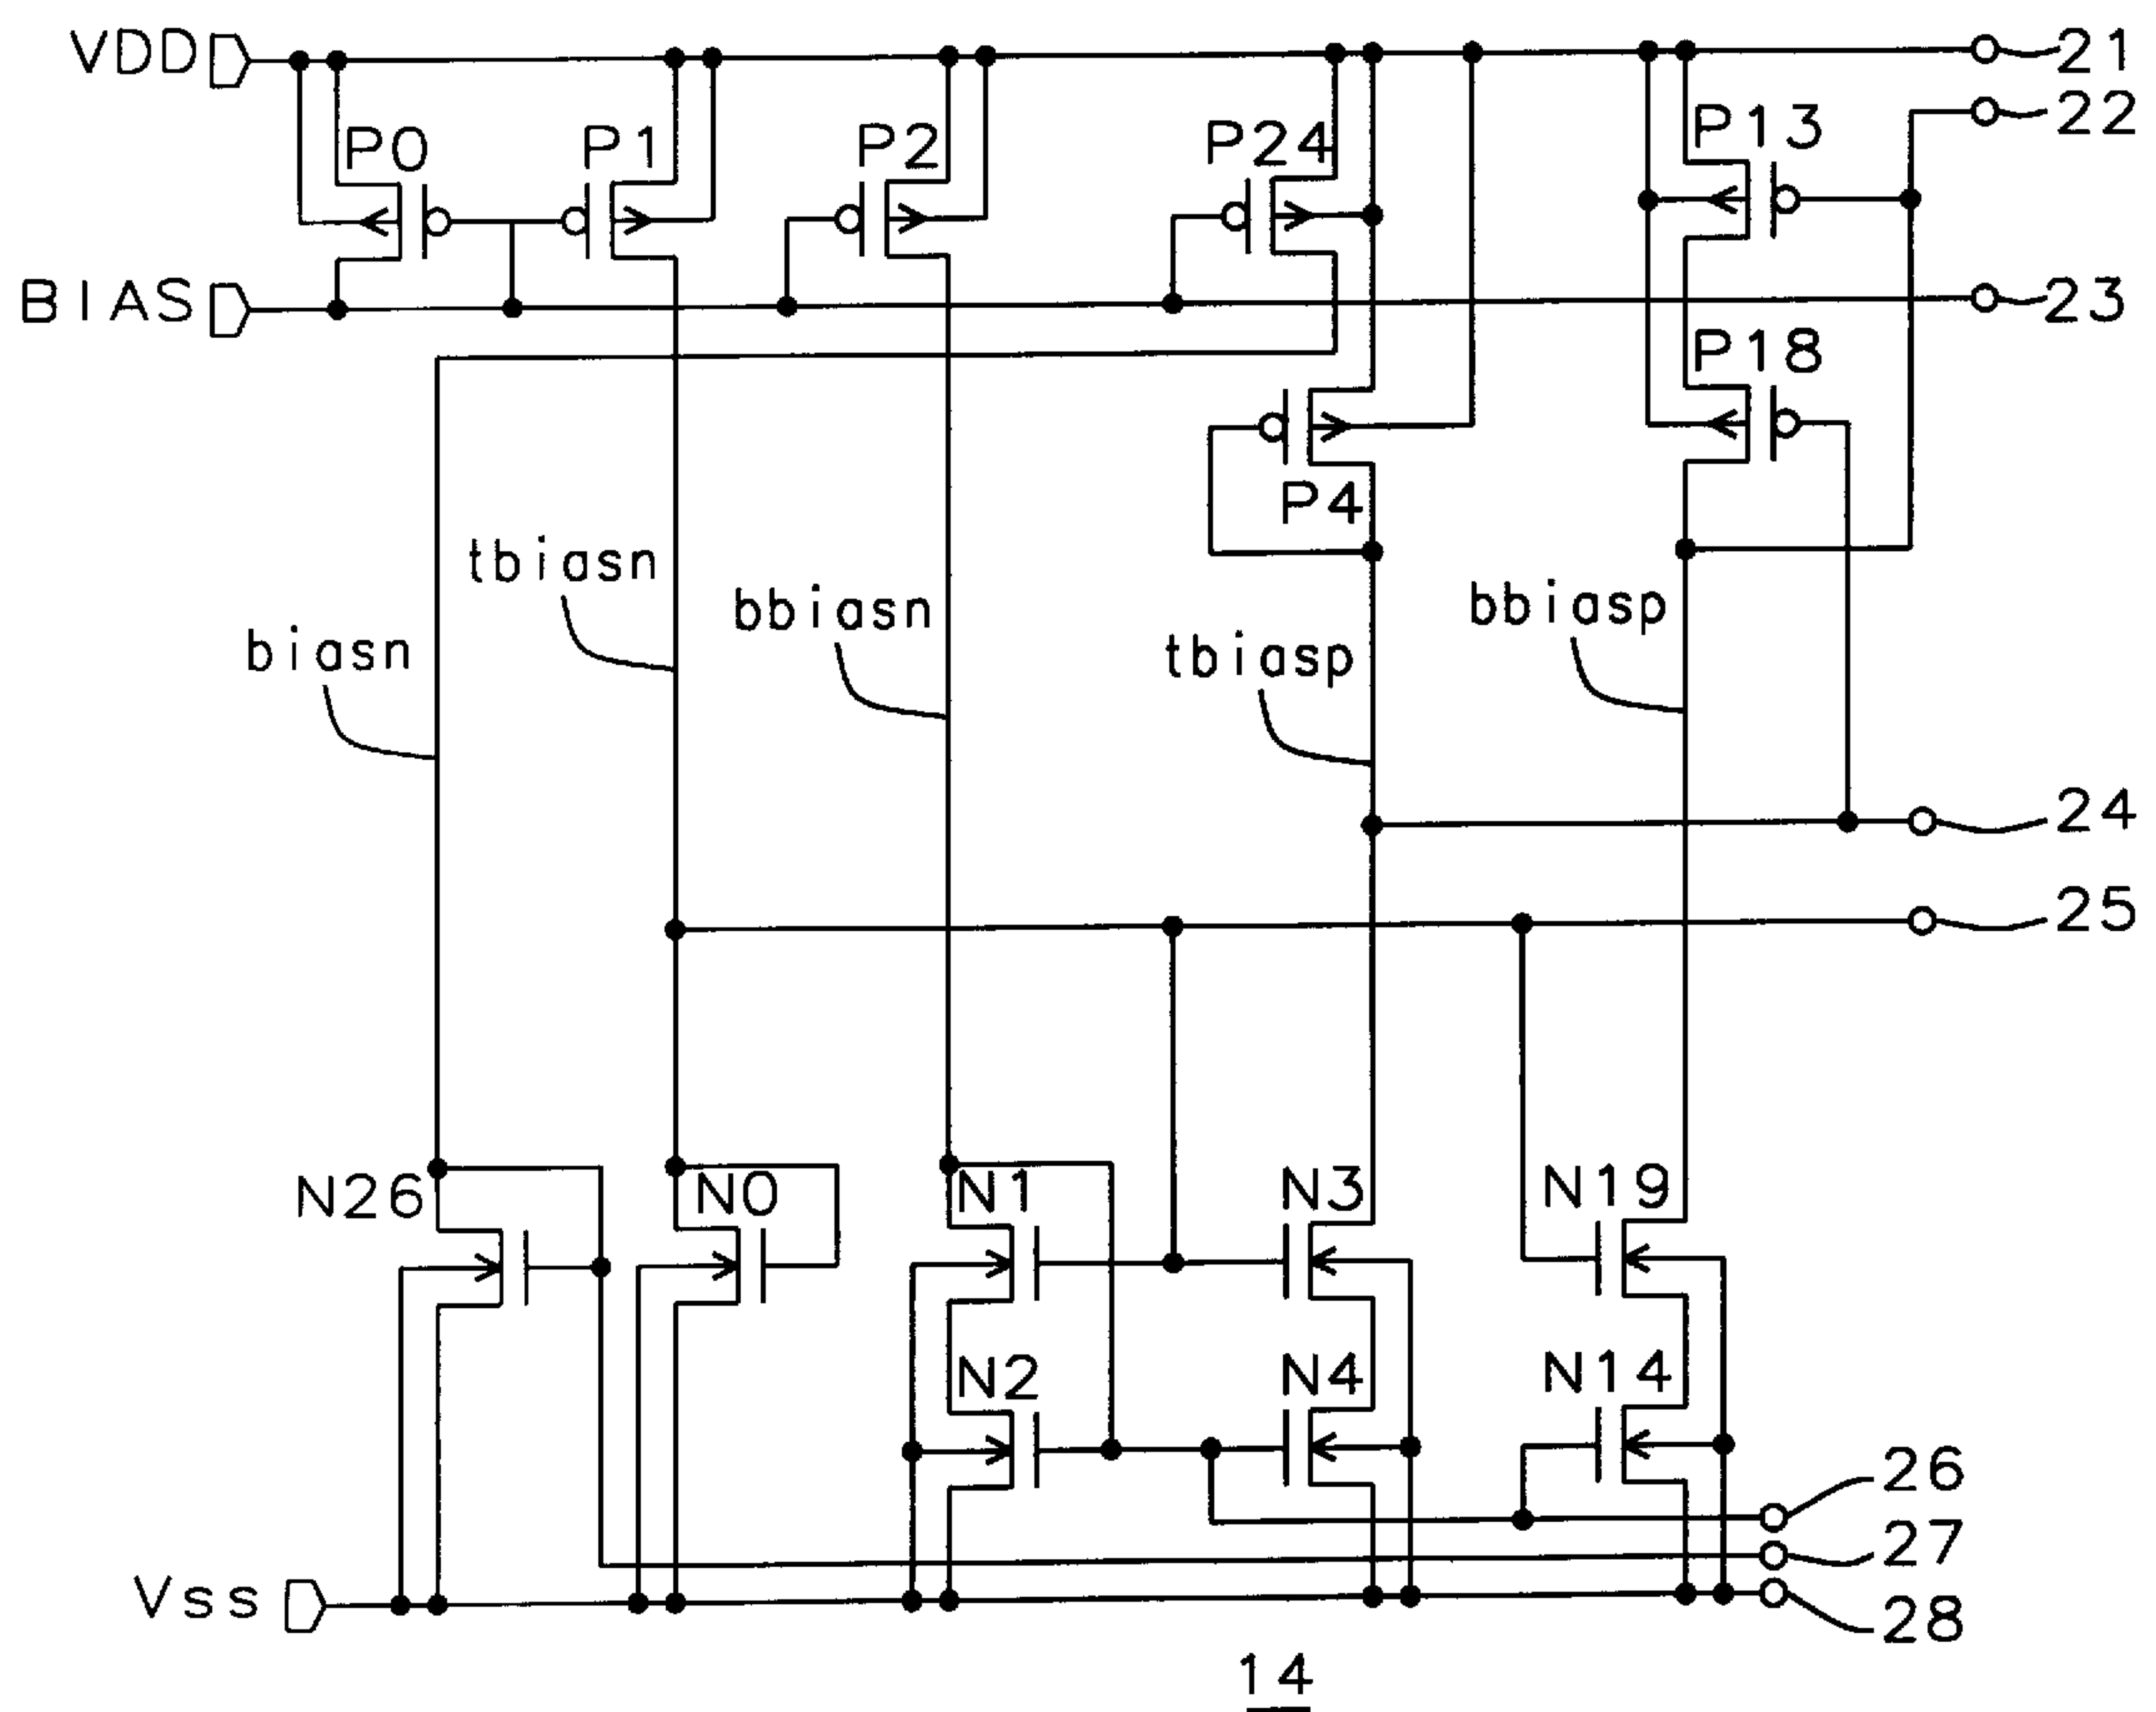 VDD
21
22
P0
P1
P2
P24
P13
BIAS
23
P18
P4
tbiasn
bbiasn
bbiasp
biasn
tbiasp
24
25
N26
N0
N1
N3
N19
N2
N4
N14
26
27
Vss
28
14